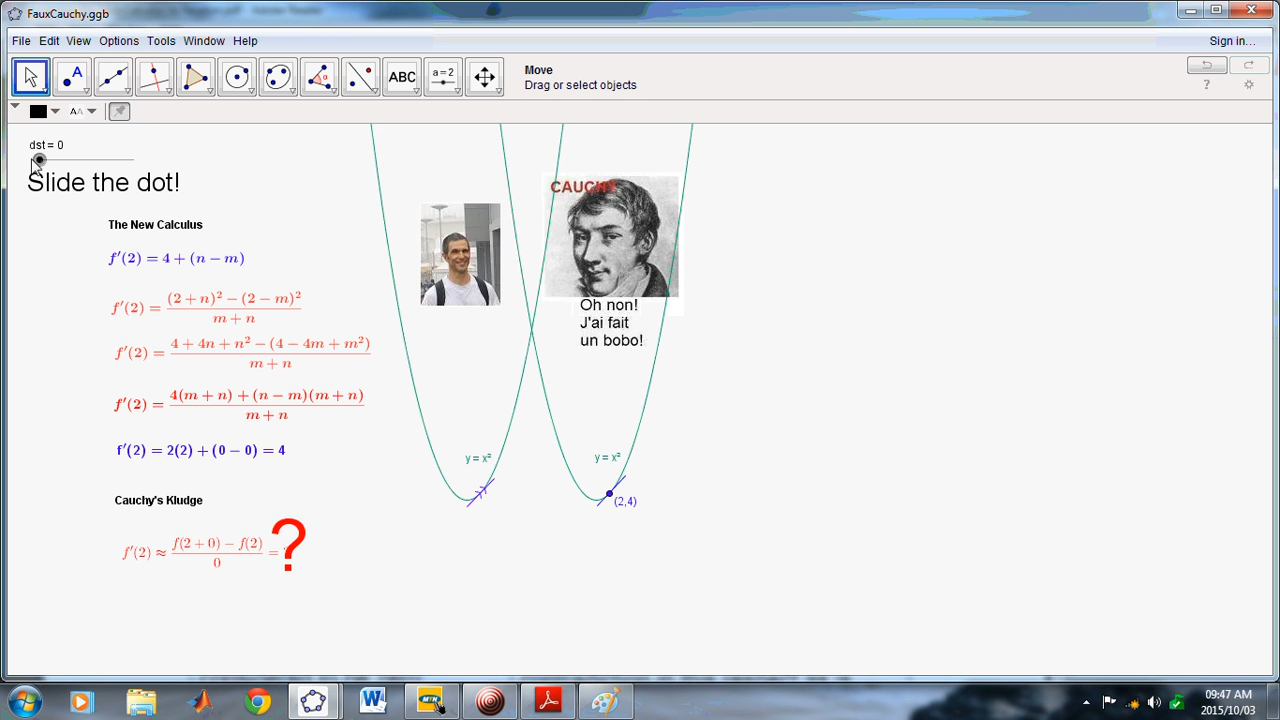 FauxCauchy.ggb
File Edit View Options Tools Window Help
Sign in...
ABC
a=2
Move
Drag or select objects
dst = 0
Slide the dot!
The New Calculus
f′(2) = 4 + (n − m)
f′(2) = ((2 + n)² − (2 − m)²) / (m + n)
f′(2) = (4 + 4n + n² − (4 − 4m + m²)) / (m + n)
f′(2) = (4(m + n) + (n − m)(m + n)) / (m + n)
f′(2) = 2(2) + (0 − 0) = 4
Cauchy's Kludge
f′(2) ≈ (f(2 + 0) − f(2)) / 0 = ?
CAUCHY
Oh non!
J'ai fait
un bobo!
y = x²
y = x²
(2,4)
09:47 AM
2015/10/03